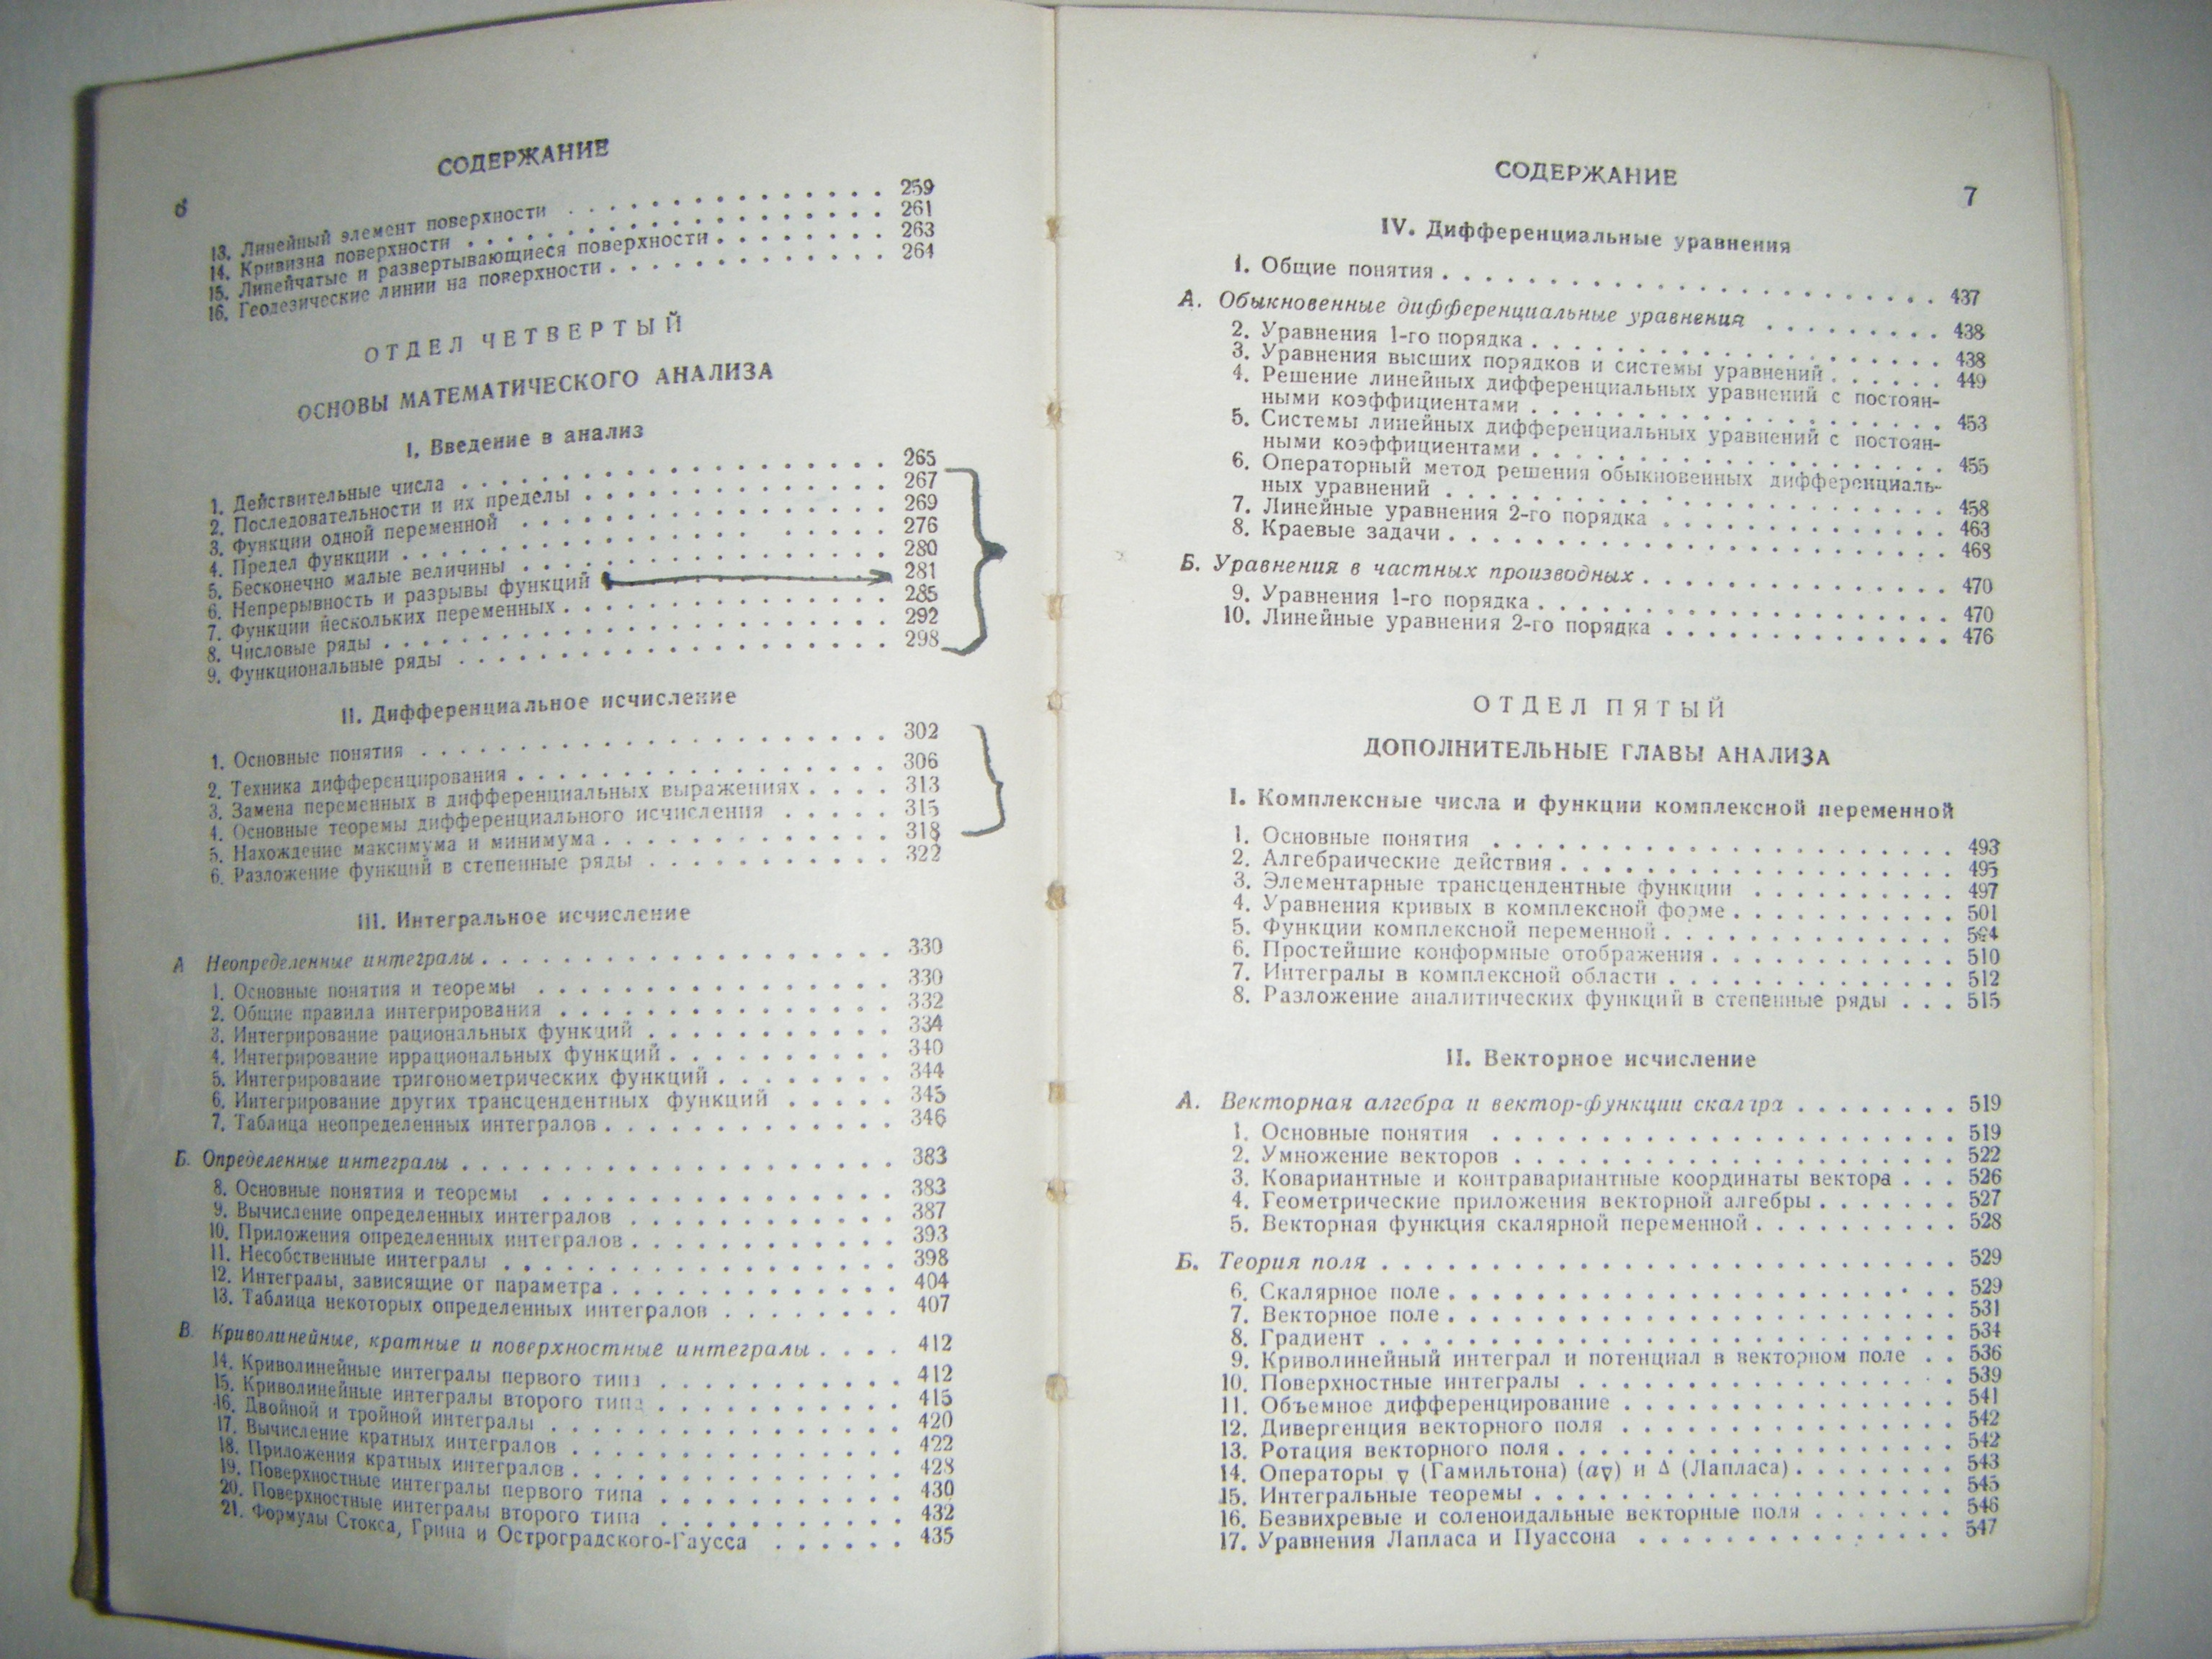 СОДЕРЖАНИЕ
6
13. Линейный элемент поверхности . . . . . . . . . . . . . 259
14. Кривизна поверхности . . . . . . . . . . . . . . . . 261
15. Линейчатые и развертывающиеся поверхности . . . . . . . 263
16. Геодезические линии на поверхности . . . . . . . . . . . 264
ОТДЕЛ ЧЕТВЕРТЫЙ
ОСНОВЫ МАТЕМАТИЧЕСКОГО АНАЛИЗА
I. Введение в анализ
1. Действительные числа . . . . . . . . . . . . . . . . 265
2. Последовательности и их пределы . . . . . . . . . . . . 267
3. Функции одной переменной . . . . . . . . . . . . . . 269
4. Предел функции . . . . . . . . . . . . . . . . . . 276
5. Бесконечно малые величины . . . . . . . . . . . . . . 280
6. Непрерывность и разрывы функций 281
7. Функции нескольких переменных . . . . . . . . . . . . . 285
8. Числовые ряды . . . . . . . . . . . . . . . . . . . 292
9. Функциональные ряды . . . . . . . . . . . . . . . . 298
II. Дифференциальное исчисление
1. Основные понятия . . . . . . . . . . . . . . . . . . 302
2. Техника дифференцирования . . . . . . . . . . . . . . 306
3. Замена переменных в дифференциальных выражениях . . . . 313
4. Основные теоремы дифференциального исчисления . . . . . 315
5. Нахождение максимума и минимума . . . . . . . . . . . 318
6. Разложение функций в степенные ряды . . . . . . . . . . 322
III. Интегральное исчисление
А Неопределенные интегралы . . . . . . . . . . . . . . . . 330
1. Основные понятия и теоремы . . . . . . . . . . . . . . 330
2. Общие правила интегрирования . . . . . . . . . . . . . 332
3. Интегрирование рациональных функций . . . . . . . . . . 334
4. Интегрирование иррациональных функций . . . . . . . . . 340
5. Интегрирование тригонометрических функций . . . . . . . 344
6. Интегрирование других трансцендентных функций . . . . . 345
7. Таблица неопределенных интегралов . . . . . . . . . . . 346
Б. Определенные интегралы . . . . . . . . . . . . . . . . . 383
8. Основные понятия и теоремы . . . . . . . . . . . . . . 383
9. Вычисление определенных интегралов . . . . . . . . . . 387
10. Приложения определенных интегралов . . . . . . . . . . 393
11. Несобственные интегралы . . . . . . . . . . . . . . . 398
12. Интегралы, зависящие от параметра . . . . . . . . . . . 404
13. Таблица некоторых определенных интегралов . . . . . . . 407
В. Криволинейные, кратные и поверхностные интегралы . . . . 412
14. Криволинейные интегралы первого типа . . . . . . . . . . 412
15. Криволинейные интегралы второго типа . . . . . . . . . . 415
16. Двойной и тройной интегралы . . . . . . . . . . . . . 420
17. Вычисление кратных интегралов . . . . . . . . . . . . 422
18. Приложения кратных интегралов . . . . . . . . . . . . 428
19. Поверхностные интегралы первого типа . . . . . . . . . . 430
20. Поверхностные интегралы второго типа . . . . . . . . . . 432
21. Формулы Стокса, Грина и Остроградского-Гаусса . . . . . . 435
СОДЕРЖАНИЕ
7
IV. Дифференциальные уравнения
1. Общие понятия . . . . . . . . . . . . . . . . . . . 437
А. Обыкновенные дифференциальные уравнения . . . . . . . . . 438
2. Уравнения 1-го порядка . . . . . . . . . . . . . . . . 438
3. Уравнения высших порядков и системы уравнений . . . . . . 449
4. Решение линейных дифференциальных уравнений с постоян-
ными коэффициентами . . . . . . . . . . . . . . . . 453
5. Системы линейных дифференциальных уравнений с постоян-
ными коэффициентами . . . . . . . . . . . . . . . . 455
6. Операторный метод решения обыкновенных дифференциаль-
ных уравнений . . . . . . . . . . . . . . . . . . . 458
7. Линейные уравнения 2-го порядка . . . . . . . . . . . . 463
8. Краевые задачи . . . . . . . . . . . . . . . . . . . 468
Б. Уравнения в частных производных . . . . . . . . . . . . . 470
9. Уравнения 1-го порядка . . . . . . . . . . . . . . . . 470
10. Линейные уравнения 2-го порядка . . . . . . . . . . . . 476
ОТДЕЛ ПЯТЫЙ
ДОПОЛНИТЕЛЬНЫЕ ГЛАВЫ АНАЛИЗА
I. Комплексные числа и функции комплексной переменной
1. Основные понятия . . . . . . . . . . . . . . . . . . 493
2. Алгебраические действия . . . . . . . . . . . . . . . 495
3. Элементарные трансцендентные функции . . . . . . . . . 497
4. Уравнения кривых в комплексной форме . . . . . . . . . 501
5. Функции комплексной переменной . . . . . . . . . . . . 504
6. Простейшие конформные отображения . . . . . . . . . . 510
7. Интегралы в комплексной области . . . . . . . . . . . . 512
8. Разложение аналитических функций в степенные ряды . . . 515
II. Векторное исчисление
А. Векторная алгебра и вектор-функции скаляра . . . . . . . . 519
1. Основные понятия . . . . . . . . . . . . . . . . . . 519
2. Умножение векторов . . . . . . . . . . . . . . . . . 522
3. Ковариантные и контравариантные координаты вектора . . . 526
4. Геометрические приложения векторной алгебры . . . . . . . 527
5. Векторная функция скалярной переменной . . . . . . . . . 528
Б. Теория поля . . . . . . . . . . . . . . . . . . . . . . 529
6. Скалярное поле . . . . . . . . . . . . . . . . . . . 529
7. Векторное поле . . . . . . . . . . . . . . . . . . . 531
8. Градиент . . . . . . . . . . . . . . . . . . . . . . 534
9. Криволинейный интеграл и потенциал в векторном поле . . 536
10. Поверхностные интегралы . . . . . . . . . . . . . . . 539
11. Объемное дифференцирование . . . . . . . . . . . . . 541
12. Дивергенция векторного поля . . . . . . . . . . . . . 542
13. Ротация векторного поля . . . . . . . . . . . . . . . 542
14. Операторы ∇ (Гамильтона) (a∇) и Δ (Лапласа) . . . . . . . 543
15. Интегральные теоремы . . . . . . . . . . . . . . . . 545
16. Безвихревые и соленоидальные векторные поля . . . . . . 546
17. Уравнения Лапласа и Пуассона . . . . . . . . . . . . . 547